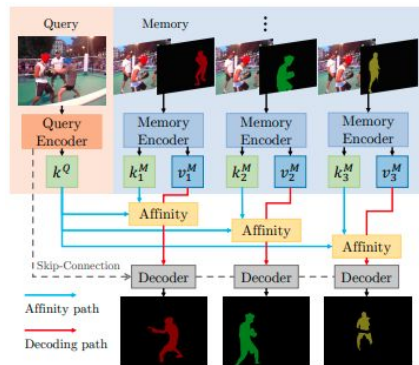 Query
Memory
Query
Encoder
Memory
Encoder
Memory
Encoder
Memory
Encoder
k^Q
k_1^M
v_1^M
k_2^M
v_2^M
k_3^M
v_3^M
Affinity
Affinity
Affinity
Skip-Connection
Decoder
Decoder
Decoder
Affinity path
Decoding path